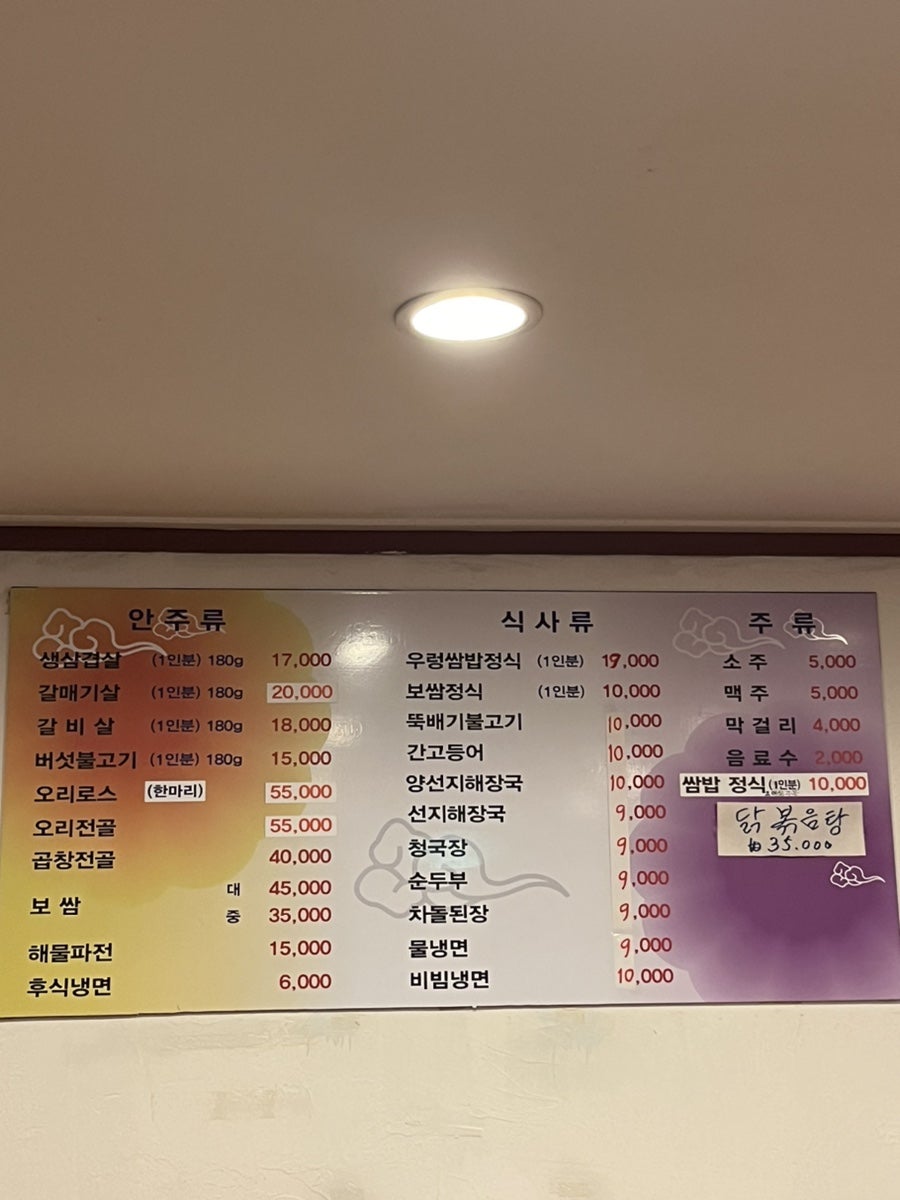 안주류
생삼겹살 (1인분) 180g 17,000
갈매기살 (1인분) 180g 20,000
갈비살 (1인분) 180g 18,000
버섯불고기 (1인분) 180g 15,000
오리로스 (한마리) 55,000
오리전골 55,000
곱창전골 40,000
보쌈 대 45,000
중 35,000
해물파전 15,000
후식냉면 6,000
식사류
우렁쌈밥정식 (1인분) 19,000
보쌈정식 (1인분) 10,000
뚝배기불고기 10,000
간고등어 10,000
양선지해장국 10,000
선지해장국 9,000
청국장 9,000
순두부 9,000
차돌된장 9,000
물냉면 9,000
비빔냉면 10,000
주류
소주 5,000
맥주 5,000
막걸리 4,000
음료수 2,000
쌈밥 정식 (1인분) 10,000
닭볶음탕
35.000